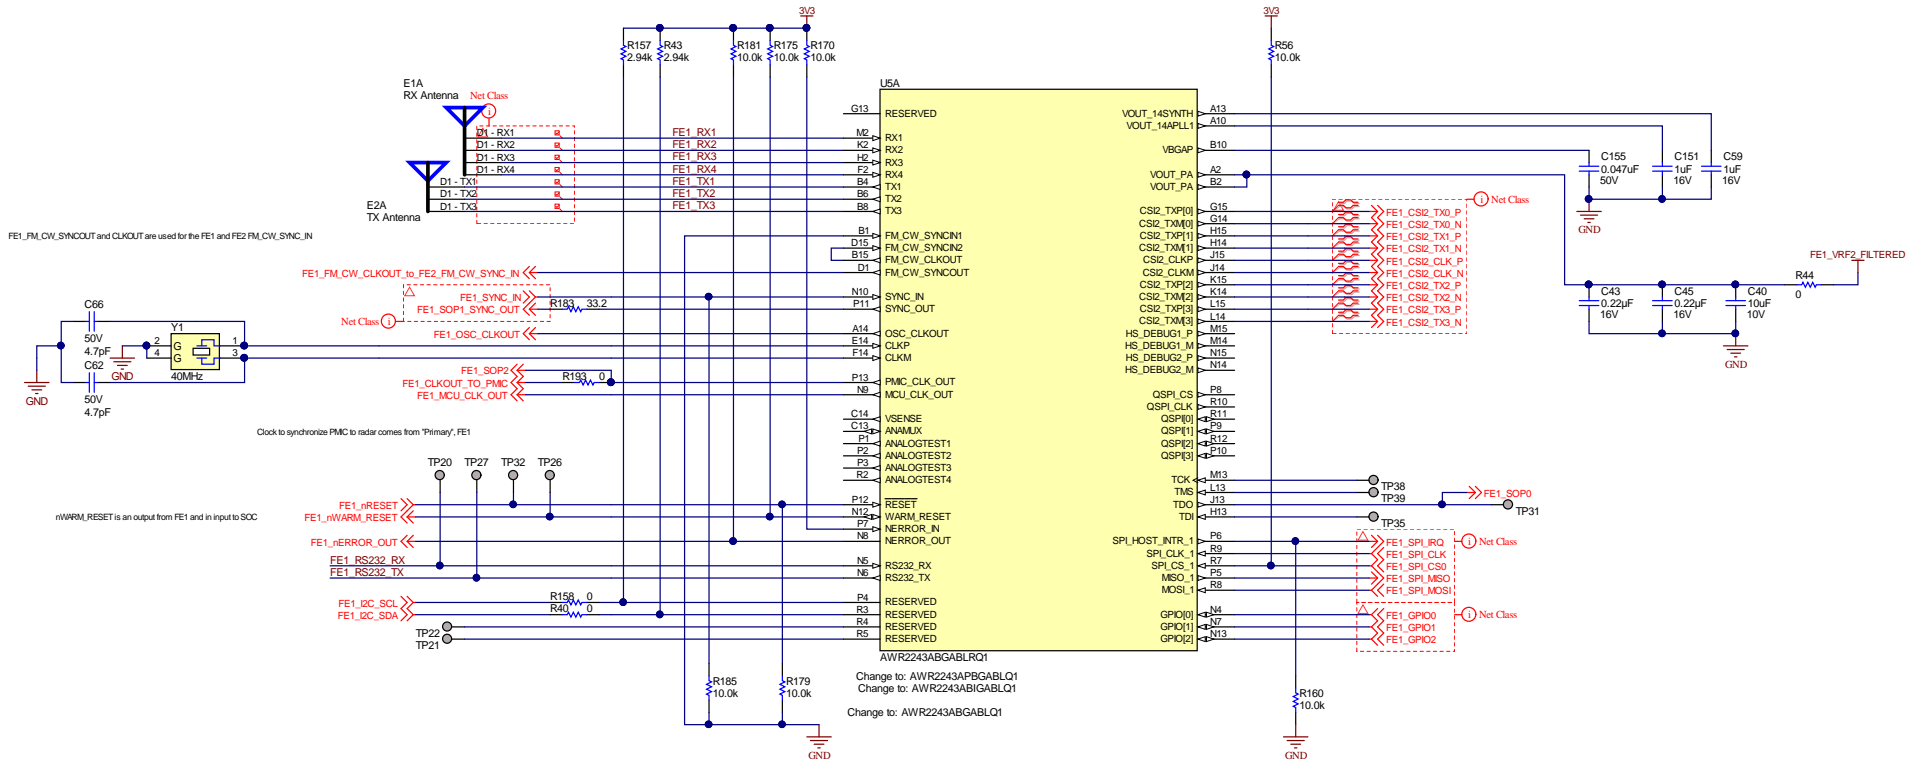 3V3
3V3
R157
2.94k
R43
2.94k
R181
10.0k
R175
10.0k
R170
10.0k
R56
10.0k
E1A
RX Antenna
Net Class
U5A
D1 - RX1
D1 - RX2
D1 - RX3
D1 - RX4
D1 - TX1
D1 - TX2
D1 - TX3
E2A
TX Antenna
FE1_RX1
FE1_RX2
FE1_RX3
FE1_RX4
FE1_TX1
FE1_TX2
FE1_TX3
G13 RESERVED
M2 RX1
K2 RX2
H2 RX3
F2 RX4
B4 TX1
B6 TX2
B8 TX3
B1 FM_CW_SYNCIN1
D15 FM_CW_SYNCIN2
B15 FM_CW_CLKOUT
D1 FM_CW_SYNCOUT
N10 SYNC_IN
P11 SYNC_OUT
A14 OSC_CLKOUT
E14 CLKP
F14 CLKM
P13 PMIC_CLK_OUT
N9 MCU_CLK_OUT
C14 VSENSE
C13 ANAMUX
P1 ANALOGTEST1
P2 ANALOGTEST2
P3 ANALOGTEST3
R2 ANALOGTEST4
P12 RESET
N12 WARM_RESET
P7 NERROR_IN
N8 NERROR_OUT
N5 RS232_RX
N6 RS232_TX
P4 RESERVED
R3 RESERVED
R4 RESERVED
R5 RESERVED
VOUT_14SYNTH A13
VOUT_14APLL1 A10
VBGAP B10
VOUT_PA A2
VOUT_PA B2
CSI2_TXP[0] G15
CSI2_TXM[0] G14
CSI2_TXP[1] H15
CSI2_TXM[1] H14
CSI2_CLKP J15
CSI2_CLKM J14
CSI2_TXP[2] K15
CSI2_TXM[2] K14
CSI2_TXP[3] L15
CSI2_TXM[3] L14
HS_DEBUG1_P M15
HS_DEBUG1_M M14
HS_DEBUG2_P N15
HS_DEBUG2_M N14
QSPI_CS P8
QSPI_CLK R10
QSPI[0] R11
QSPI[1] P9
QSPI[2] R12
QSPI[3] P10
TCK M13
TMS L13
TDO J13
TDI H13
SPI_HOST_INTR_1 P6
SPI_CLK_1 R9
SPI_CS_1 R7
MISO_1 P5
MOSI_1 R8
GPIO[0] N4
GPIO[1] N7
GPIO[2] N13
FE1_FM_CW_SYNCOUT and CLKOUT are used for the FE1 and FE2 FM_CW_SYNC_IN
FE1_FM_CW_CLKOUT_to_FE2_FM_CW_SYNC_IN
FE1_SYNC_IN
FE1_SOP1_SYNC_OUT
R183 33.2
Net Class
FE1_OSC_CLKOUT
C66
50V
4.7pF
C62
50V
4.7pF
Y1
2 G 1
4 G 3
40MHz
GND
GND
FE1_SOP2
FE1_CLKOUT_TO_PMIC
FE1_MCU_CLK_OUT
R193 0
Clock to synchronize PMIC to radar comes from "Primary", FE1
TP20
TP27
TP32
TP26
FE1_nRESET
FE1_nWARM_RESET
nWARM_RESET is an output from FE1 and in input to SOC
FE1_nERROR_OUT
FE1_RS232_RX
FE1_RS232_TX
FE1_I2C_SCL
FE1_I2C_SDA
R158 0
R40 0
TP22
TP21
R185
10.0k
R179
10.0k
GND
AWR2243ABGABLRQ1
Change to: AWR2243APBGABLQ1
Change to: AWR2243ABIGABLQ1
Change to: AWR2243ABGABLQ1
C155
0.047uF
50V
C151
1uF
16V
C59
1uF
16V
GND
Net Class
FE1_CSI2_TX0_P
FE1_CSI2_TX0_N
FE1_CSI2_TX1_P
FE1_CSI2_TX1_N
FE1_CSI2_CLK_P
FE1_CSI2_CLK_N
FE1_CSI2_TX2_P
FE1_CSI2_TX2_N
FE1_CSI2_TX3_P
FE1_CSI2_TX3_N
FE1_VRF2_FILTERED
R44
0
C43
0.22µF
16V
C45
0.22µF
16V
C40
10uF
10V
GND
TP38
TP39
FE1_SOP0
TP31
TP35
FE1_SPI_IRQ
FE1_SPI_CLK
FE1_SPI_CS0
FE1_SPI_MISO
FE1_SPI_MOSI
Net Class
FE1_GPIO0
FE1_GPIO1
FE1_GPIO2
Net Class
R160
10.0k
GND